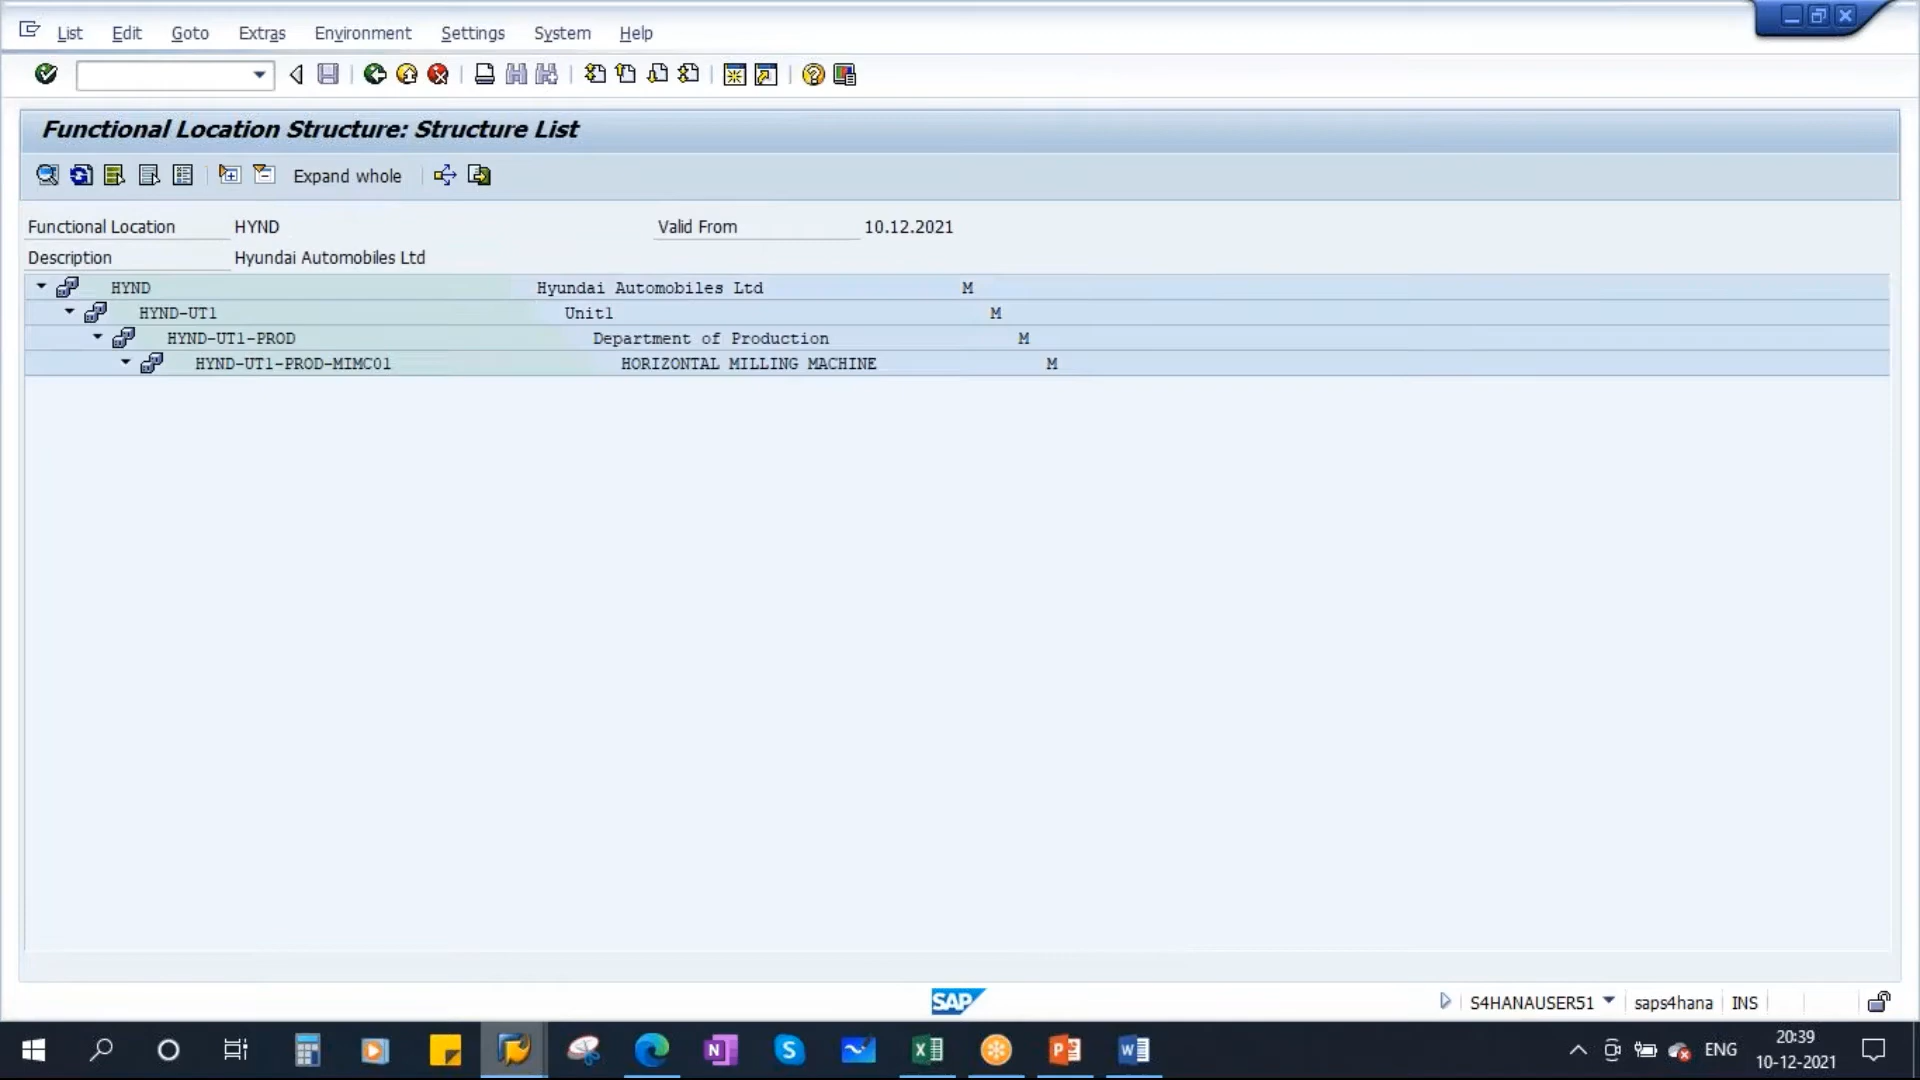 List Edit Goto Extras Environment Settings System Help
Functional Location Structure: Structure List
Expand whole
Functional Location HYND Valid From 10.12.2021
Description Hyundai Automobiles Ltd
HYND Hyundai Automobiles Ltd M
HYND-UT1 Unit1 M
HYND-UT1-PROD Department of Production M
HYND-UT1-PROD-MIMC01 HORIZONTAL MILLING MACHINE M
SAP S4HANAUSER51 saps4hana INS
ENG 20:39
10-12-2021